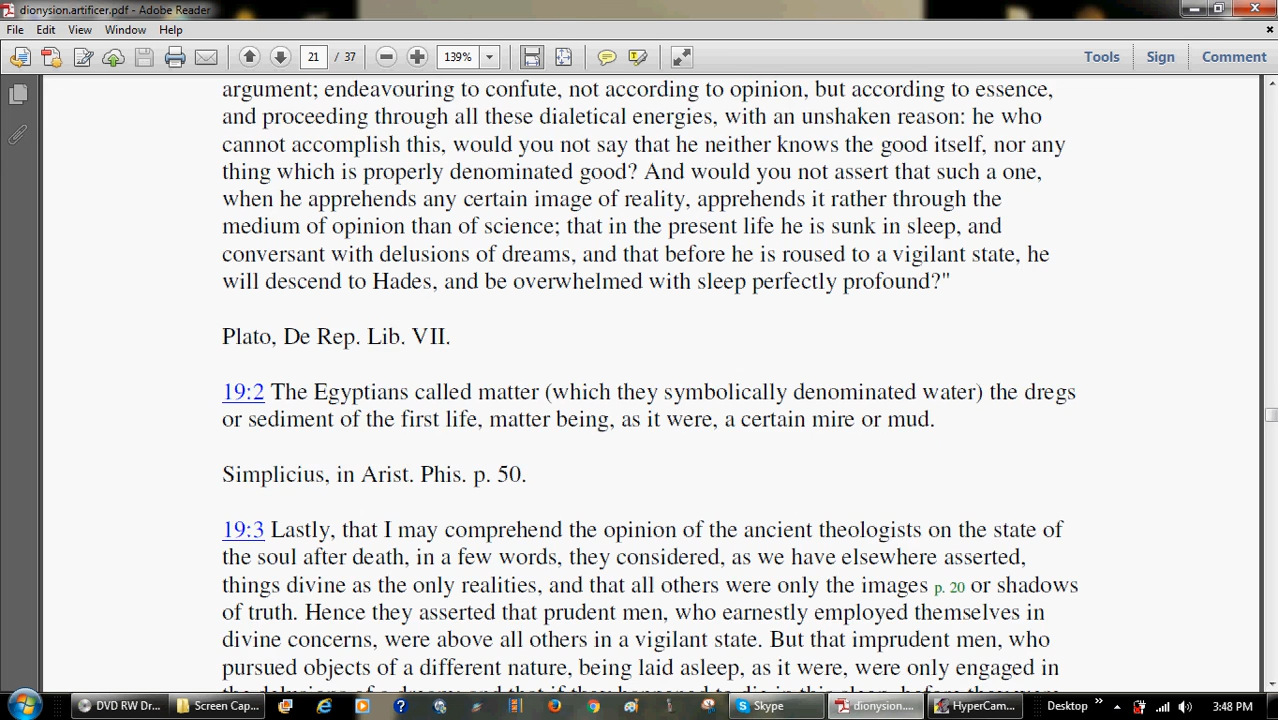 dionysion.artificer.pdf - Adobe Reader
File Edit View Window Help
21 / 37 139% Tools Sign Comment
argument; endeavouring to confute, not according to opinion, but according to essence,
and proceeding through all these dialetical energies, with an unshaken reason: he who
cannot accomplish this, would you not say that he neither knows the good itself, nor any
thing which is properly denominated good? And would you not assert that such a one,
when he apprehends any certain image of reality, apprehends it rather through the
medium of opinion than of science; that in the present life he is sunk in sleep, and
conversant with delusions of dreams, and that before he is roused to a vigilant state, he
will descend to Hades, and be overwhelmed with sleep perfectly profound?"
Plato, De Rep. Lib. VII.
19:2 The Egyptians called matter (which they symbolically denominated water) the dregs
or sediment of the first life, matter being, as it were, a certain mire or mud.
Simplicius, in Arist. Phis. p. 50.
19:3 Lastly, that I may comprehend the opinion of the ancient theologists on the state of
the soul after death, in a few words, they considered, as we have elsewhere asserted,
things divine as the only realities, and that all others were only the images p. 20 or shadows
of truth. Hence they asserted that prudent men, who earnestly employed themselves in
divine concerns, were above all others in a vigilant state. But that imprudent men, who
pursued objects of a different nature, being laid asleep, as it were, were only engaged in
DVD RW Dr... Screen Cap... Skype dionysion.... HyperCam... Desktop 3:48 PM